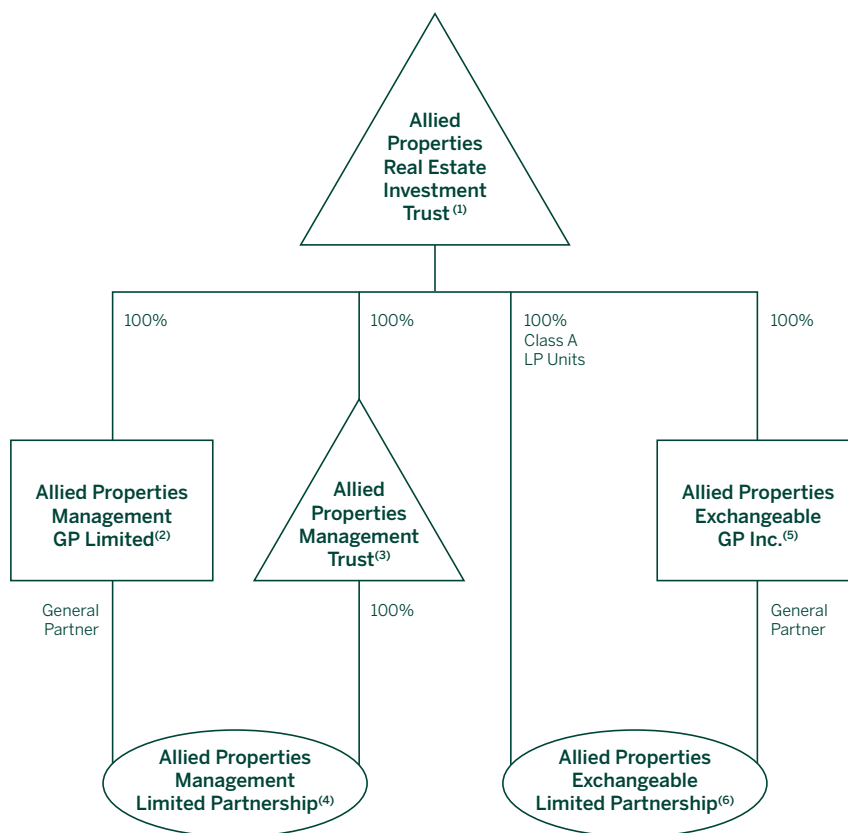 Allied
Properties
Real Estate
Investment
Trust (1)
100%
100%
100%
Class A
LP Units
100%
Allied Properties
Management
GP Limited(2)
Allied
Properties
Management
Trust(3)
Allied Properties
Exchangeable
GP Inc.(5)
General
Partner
100%
General
Partner
Allied Properties
Management
Limited Partnership(4)
Allied Properties
Exchangeable
Limited Partnership(6)